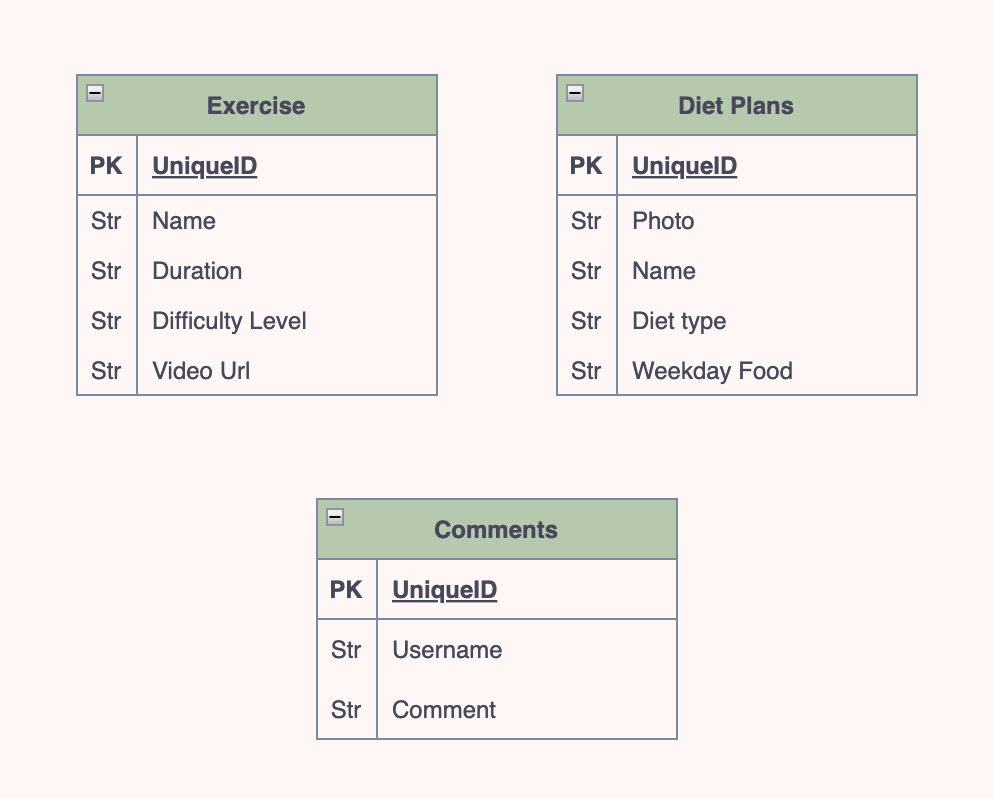 Exercise
PK UniqueID
Str Name
Str Duration
Str Difficulty Level
Str Video Url
Diet Plans
PK UniqueID
Str Photo
Str Name
Str Diet type
Str Weekday Food
Comments
PK UniqueID
Str Username
Str Comment